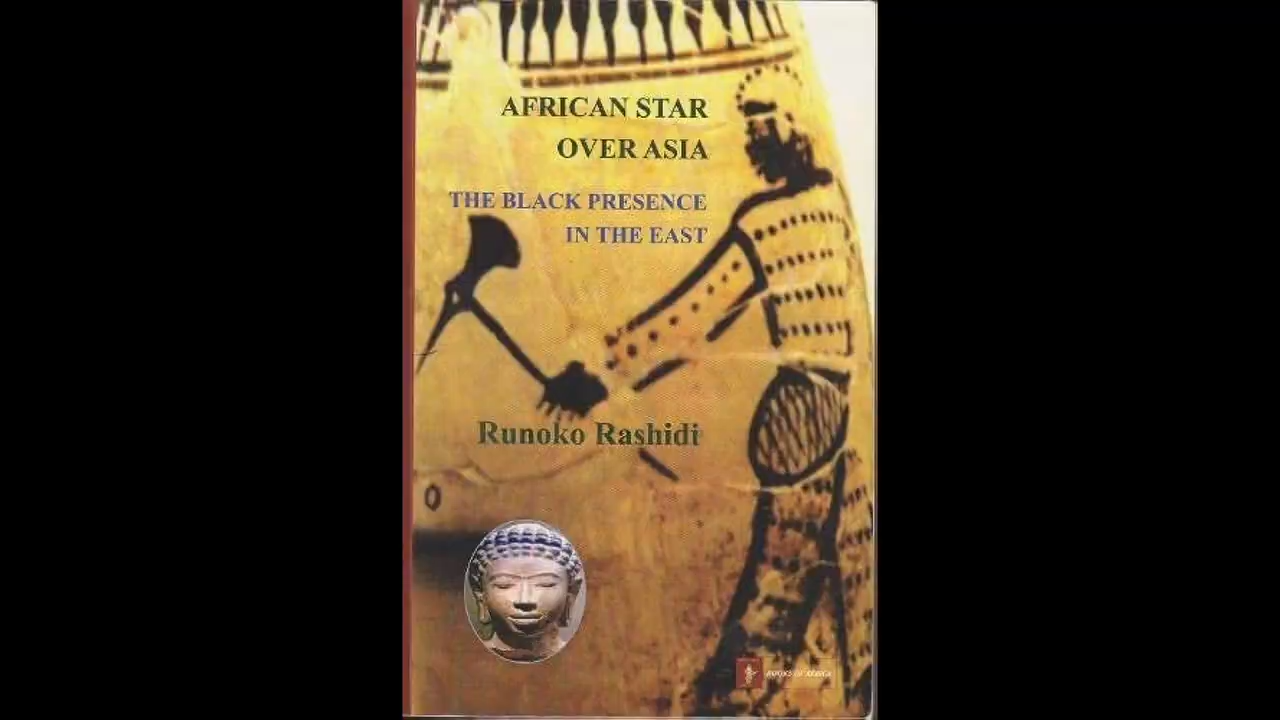 AFRICAN STAR
OVER ASIA
THE BLACK PRESENCE
IN THE EAST
Runoko Rashidi